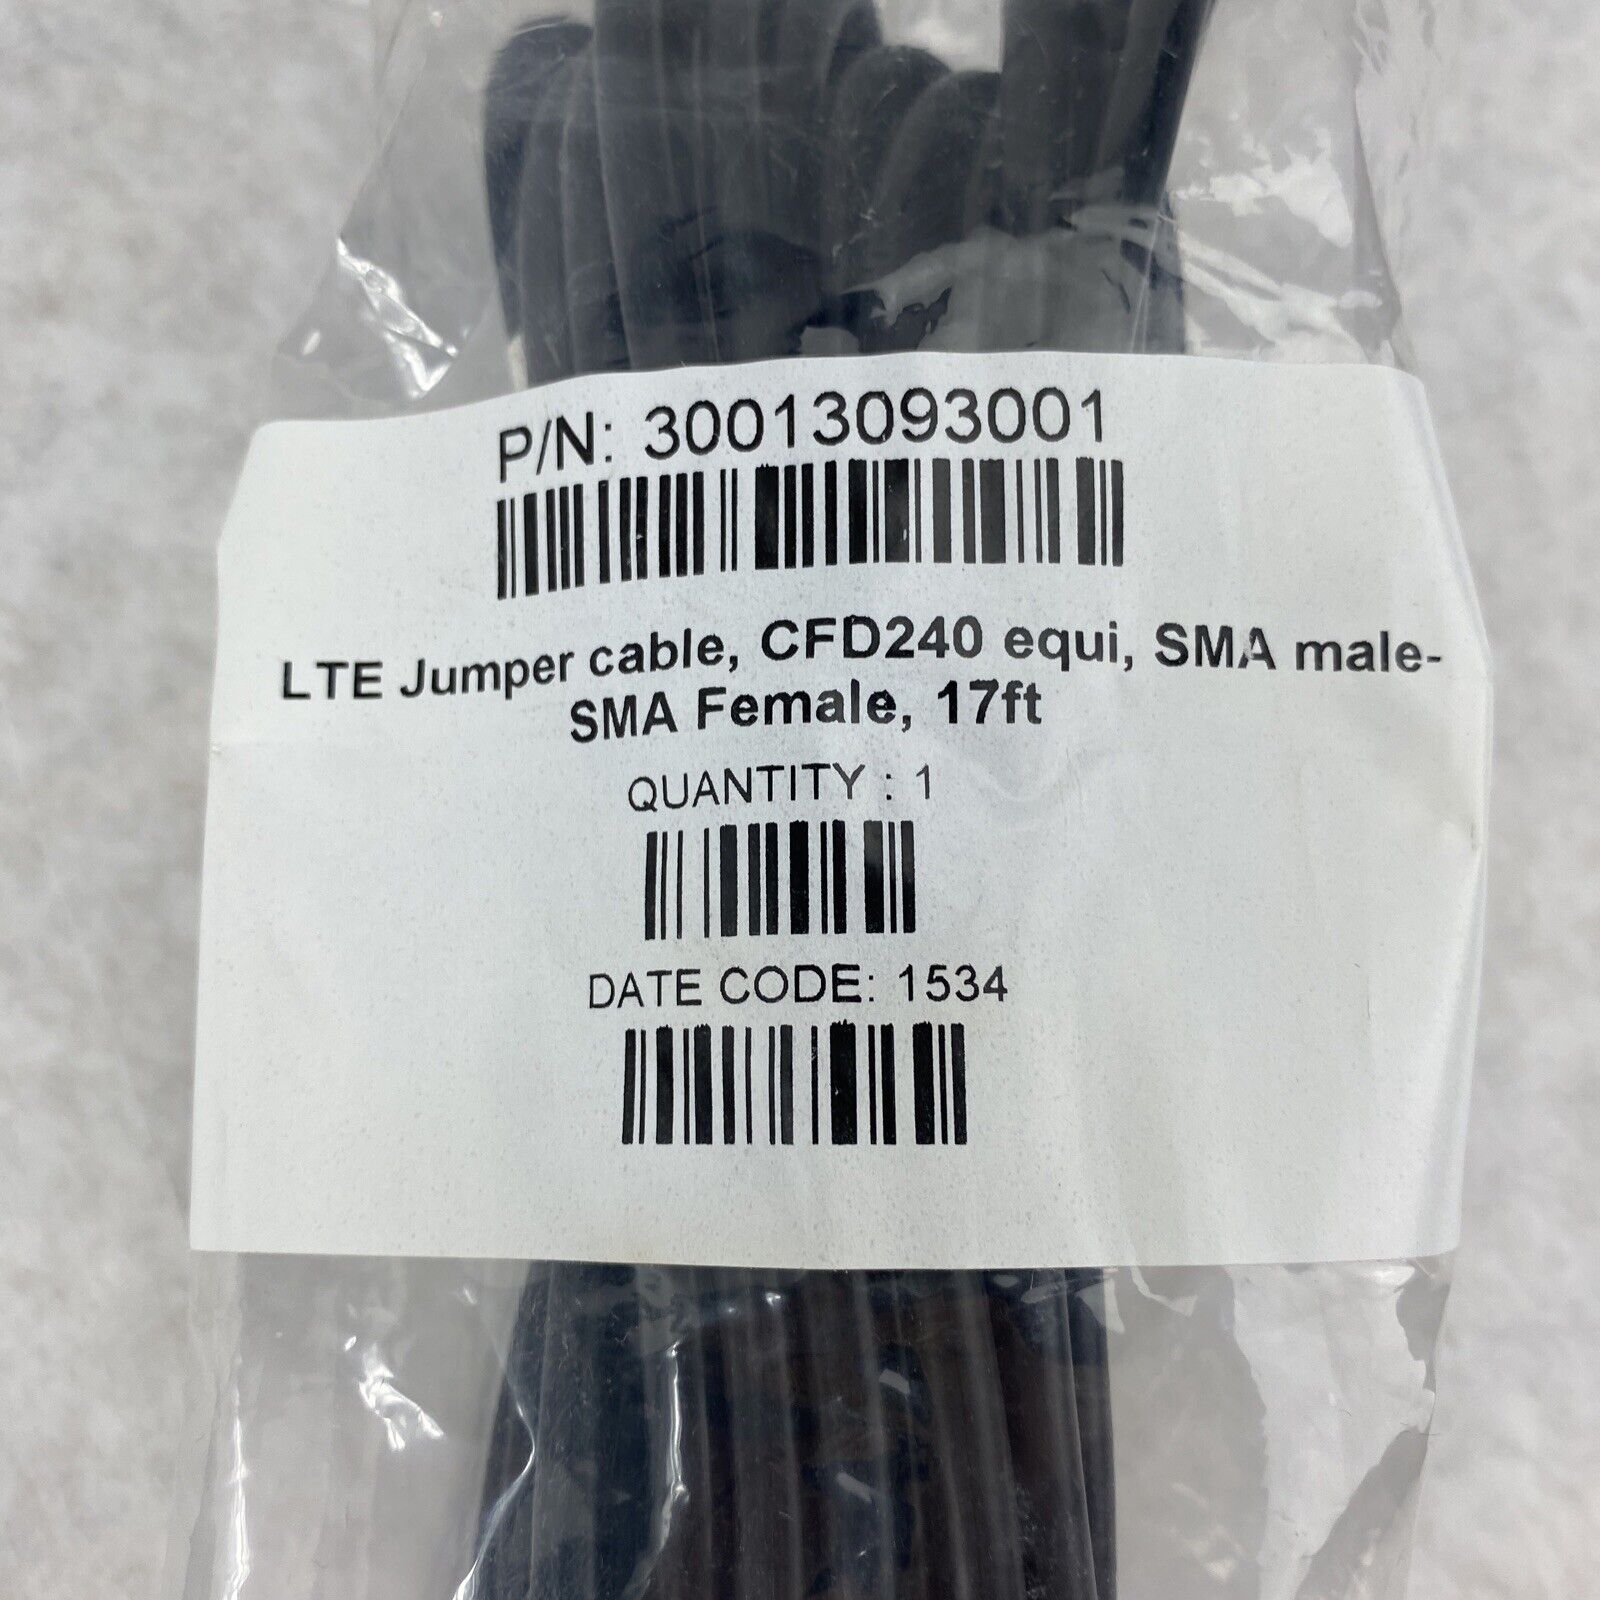 P/N: 30013093001
LTE Jumper cable, CFD240 equi, SMA male-
SMA Female, 17ft
QUANTITY : 1
DATE CODE: 1534